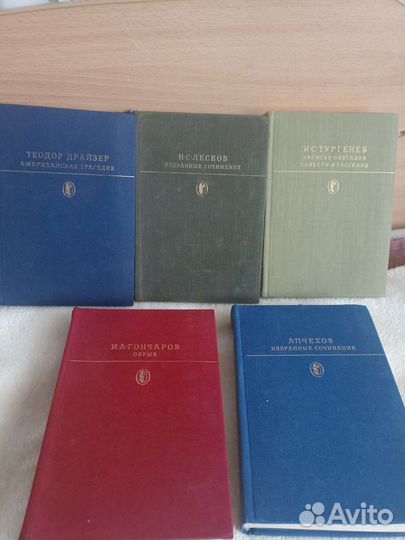 ТЕОДОР ДРАЙЗЕР
АМЕРИКАНСКАЯ ТРАГЕДИЯ
Н·С·ЛЕСКОВ
ИЗБРАННЫЕ СОЧИНЕНИЯ
И·С·ТУРГЕНЕВ
ЗАПИСКИ ОХОТНИКА
ПОВЕСТИ И РАССКАЗЫ
И·А·ГОНЧАРОВ
ОБРЫВ
А·П·ЧЕХОВ
ИЗБРАННЫЕ СОЧИНЕНИЯ
Avito